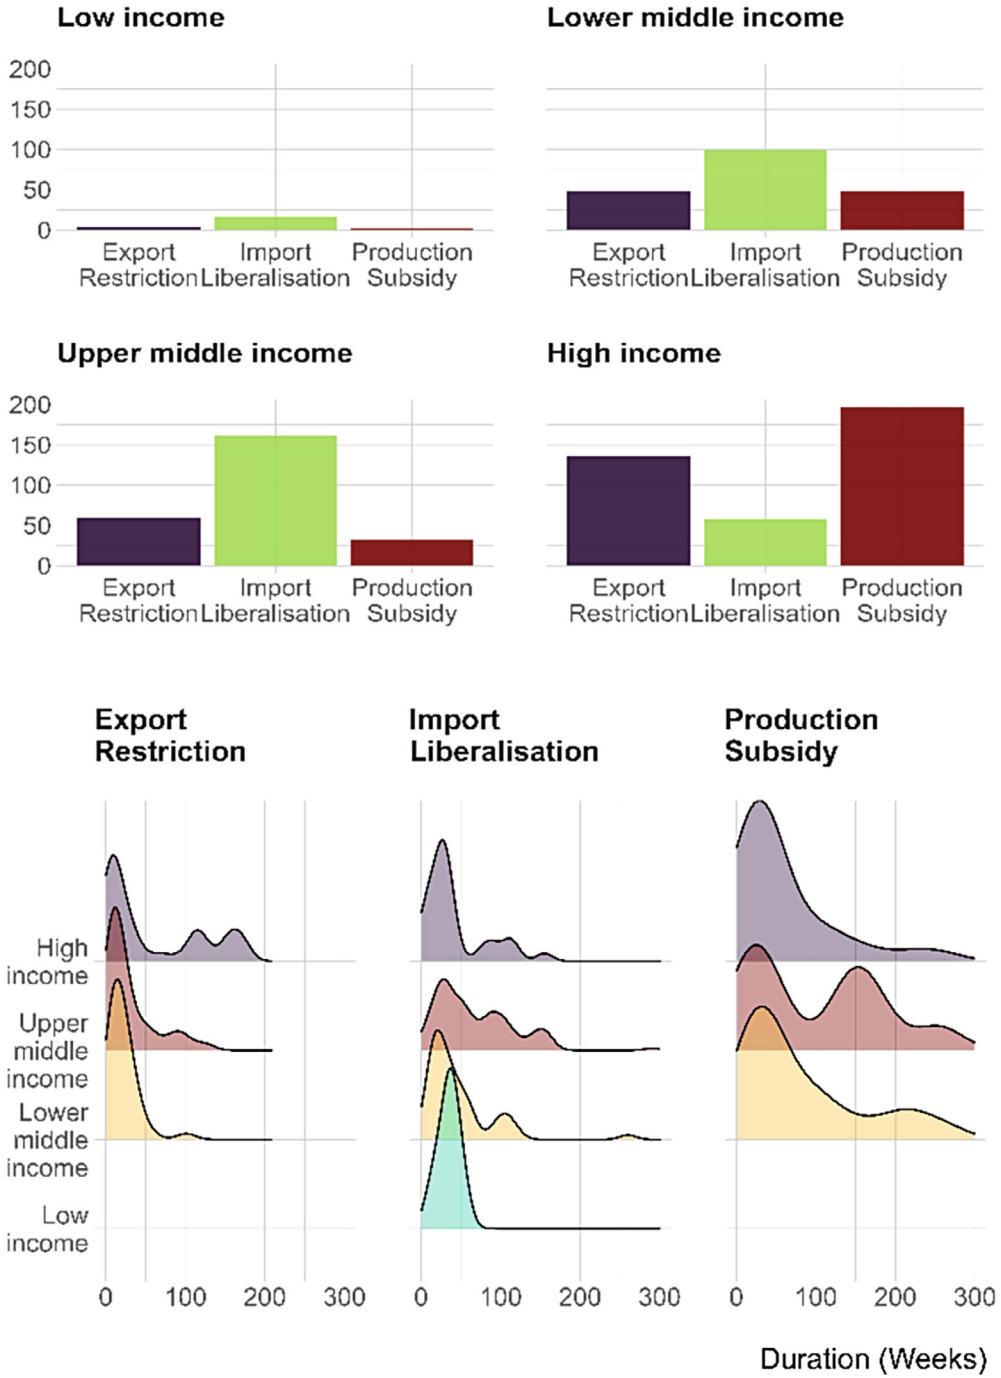 Low income
Lower middle income
200
150
100
50
0
Export Import Production Export Import Production
Restriction Liberalisation Subsidy Restriction Liberalisation Subsidy
Upper middle income
High income
200
150
100
50
0
Export Import Production Export Import Production
Restriction Liberalisation Subsidy Restriction Liberalisation Subsidy
Export
Restriction
Import
Liberalisation
Production
Subsidy
High
income
Upper
middle
income
Lower
middle
income
Low
income
0 100 200 300 0 100 200 300 0 100 200 300
Duration (Weeks)